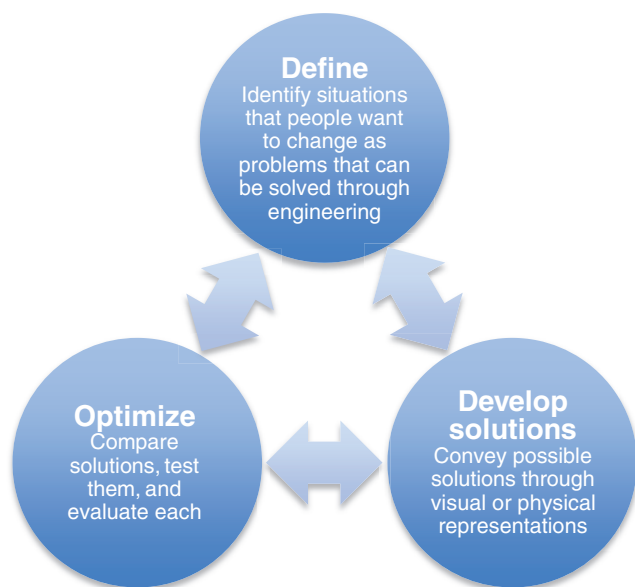 Define
Identify situations
that people want
to change as
problems that can
be solved through
engineering
Optimize
Compare
solutions, test
them, and
evaluate each
Develop
solutions
Convey possible
solutions through
visual or physical
representations